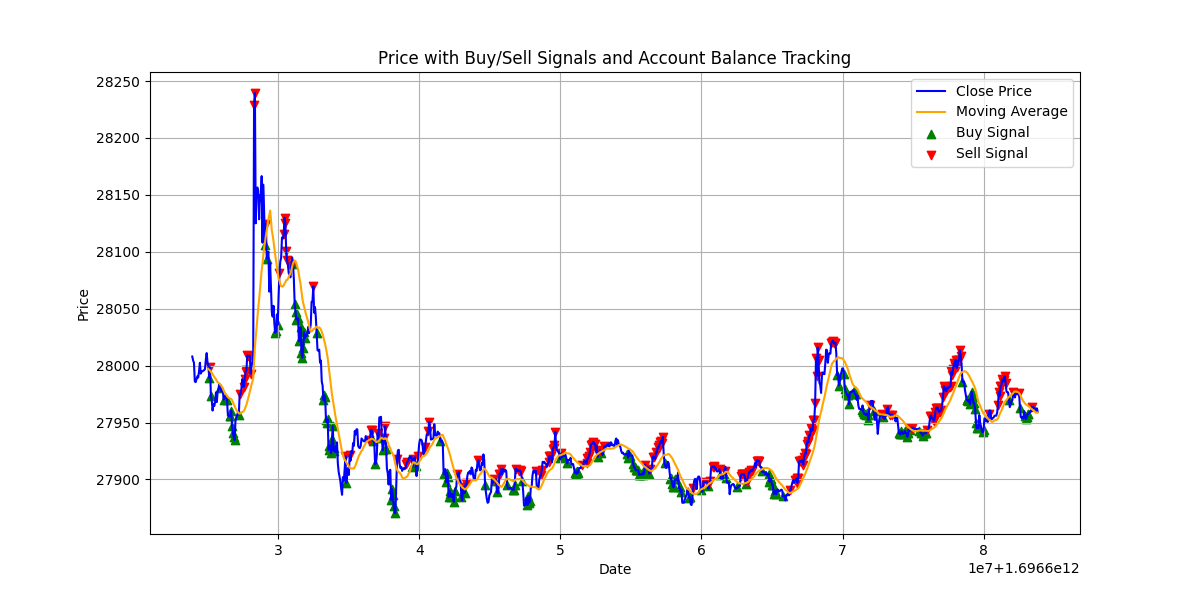 Price with Buy/Sell Signals and Account Balance Tracking
28250
28200
28150
28100
28050
28000
27950
27900
Price
Close Price
Moving Average
Buy Signal
Sell Signal
3 4 5 6 7 8
Date
1e7+1.6966e12